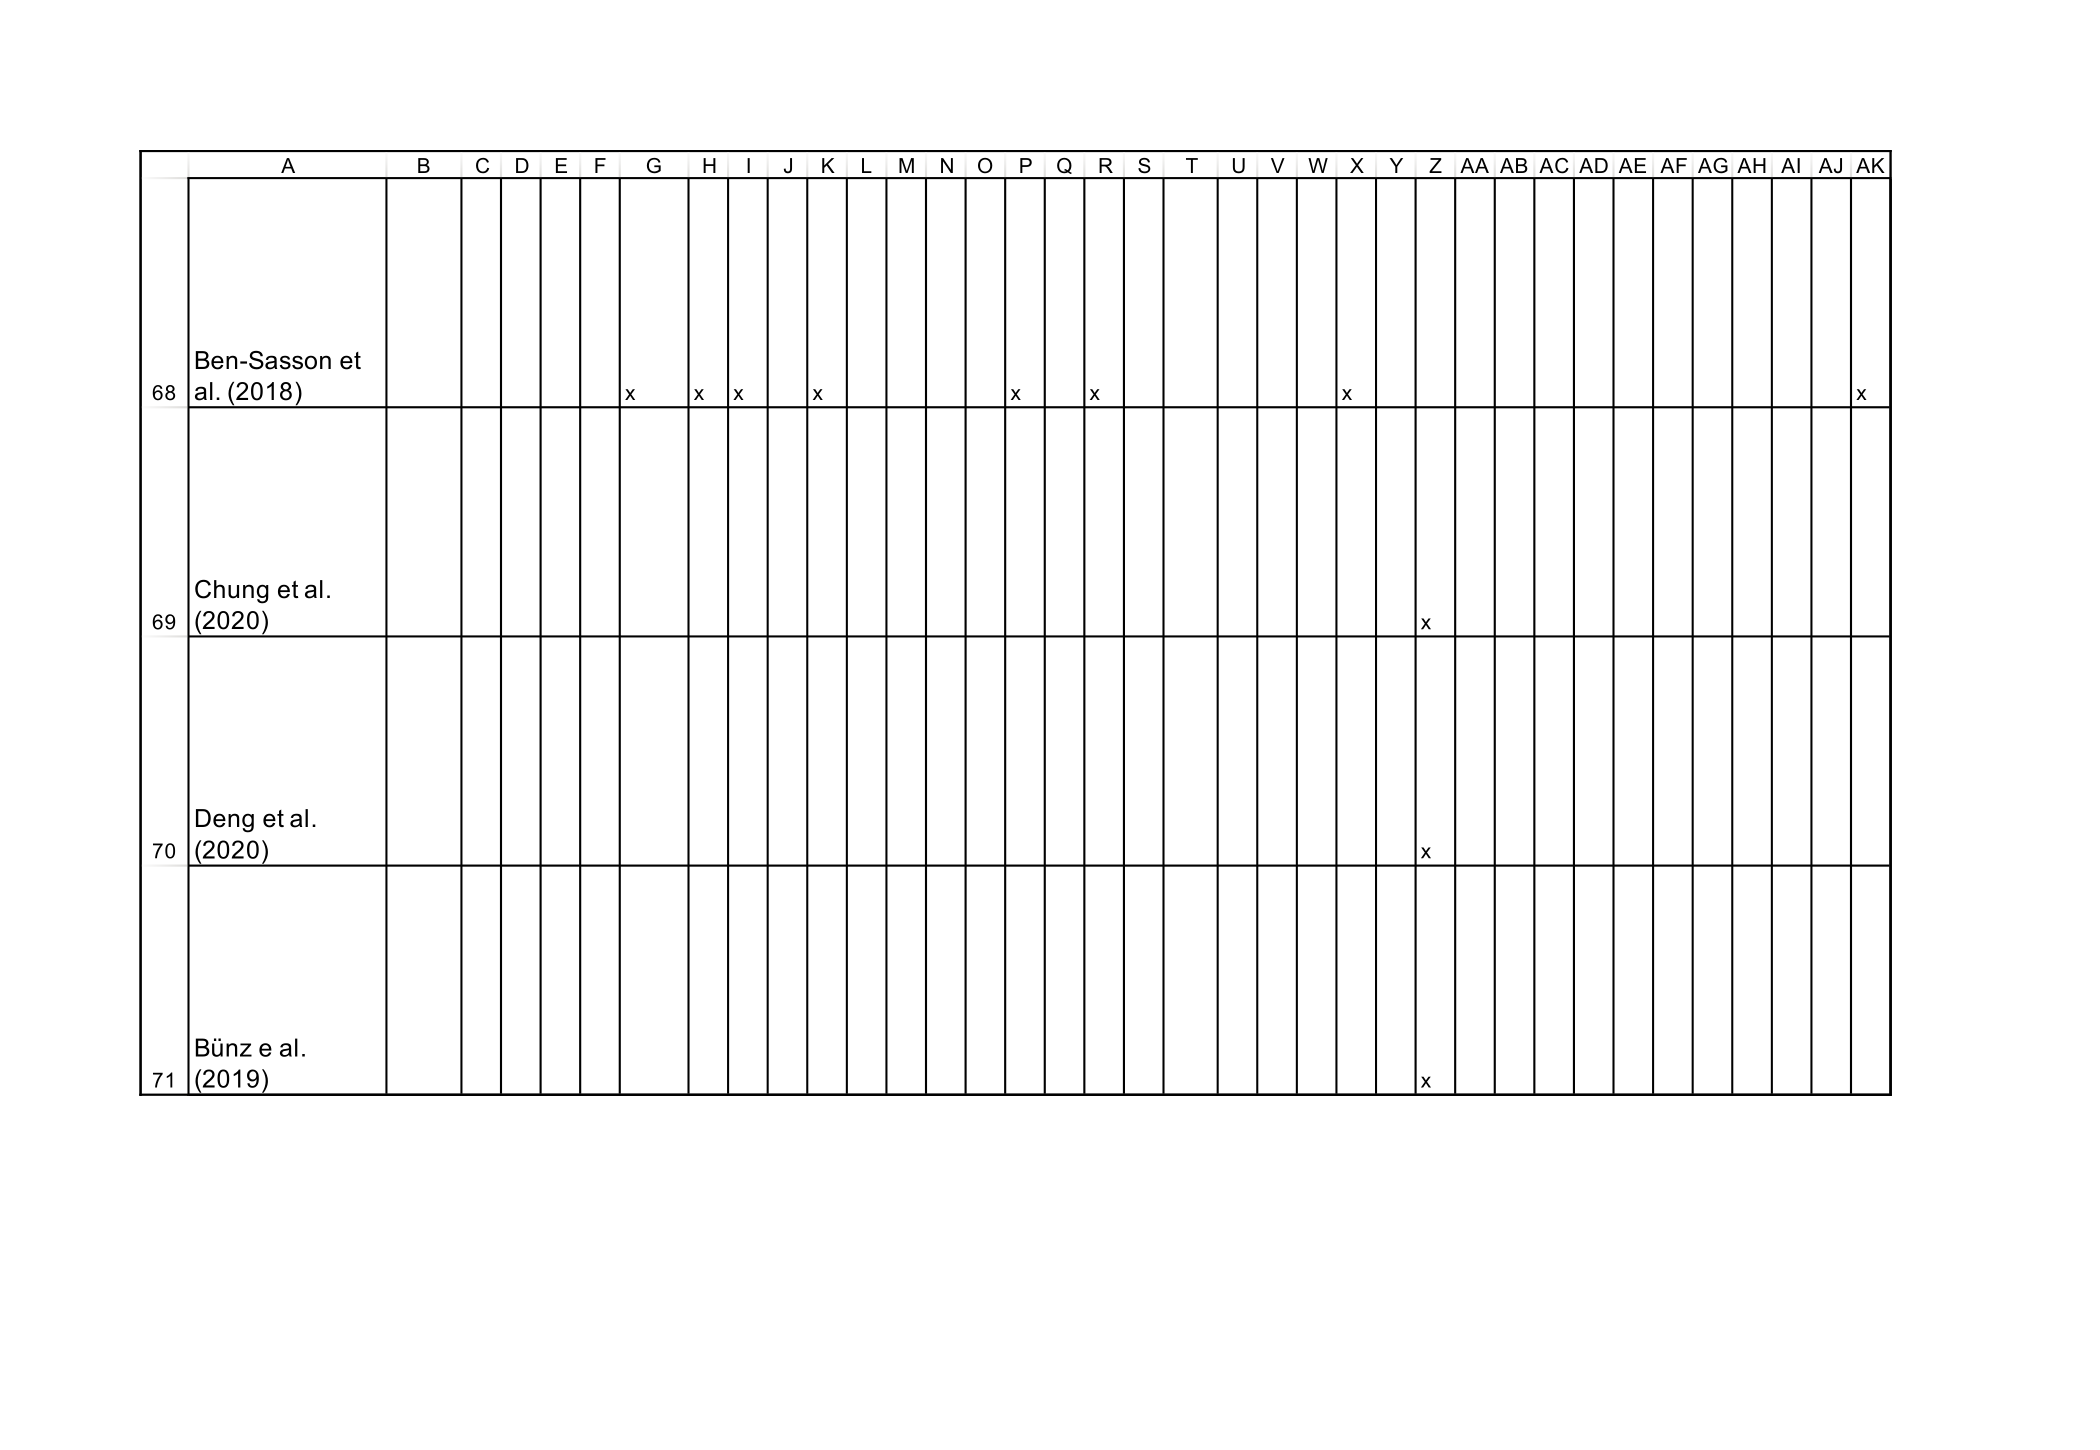 A B C D E F G H I J K L M N O P Q R S T U V W X Y Z AA AB AC AD AE AF AG AH AI AJ AK
Ben-Sasson et
68 al. (2018) x x x x x x x x
Chung et al.
69 (2020) x
Deng et al.
70 (2020) x
Bünz e al.
71 (2019) x